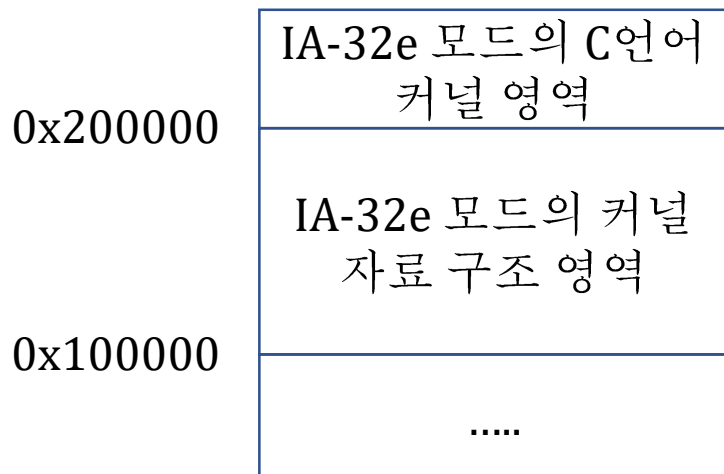 IA-32e 모드의 C언어
커널 영역
0x200000
IA-32e 모드의 커널
자료 구조 영역
0x100000
.....